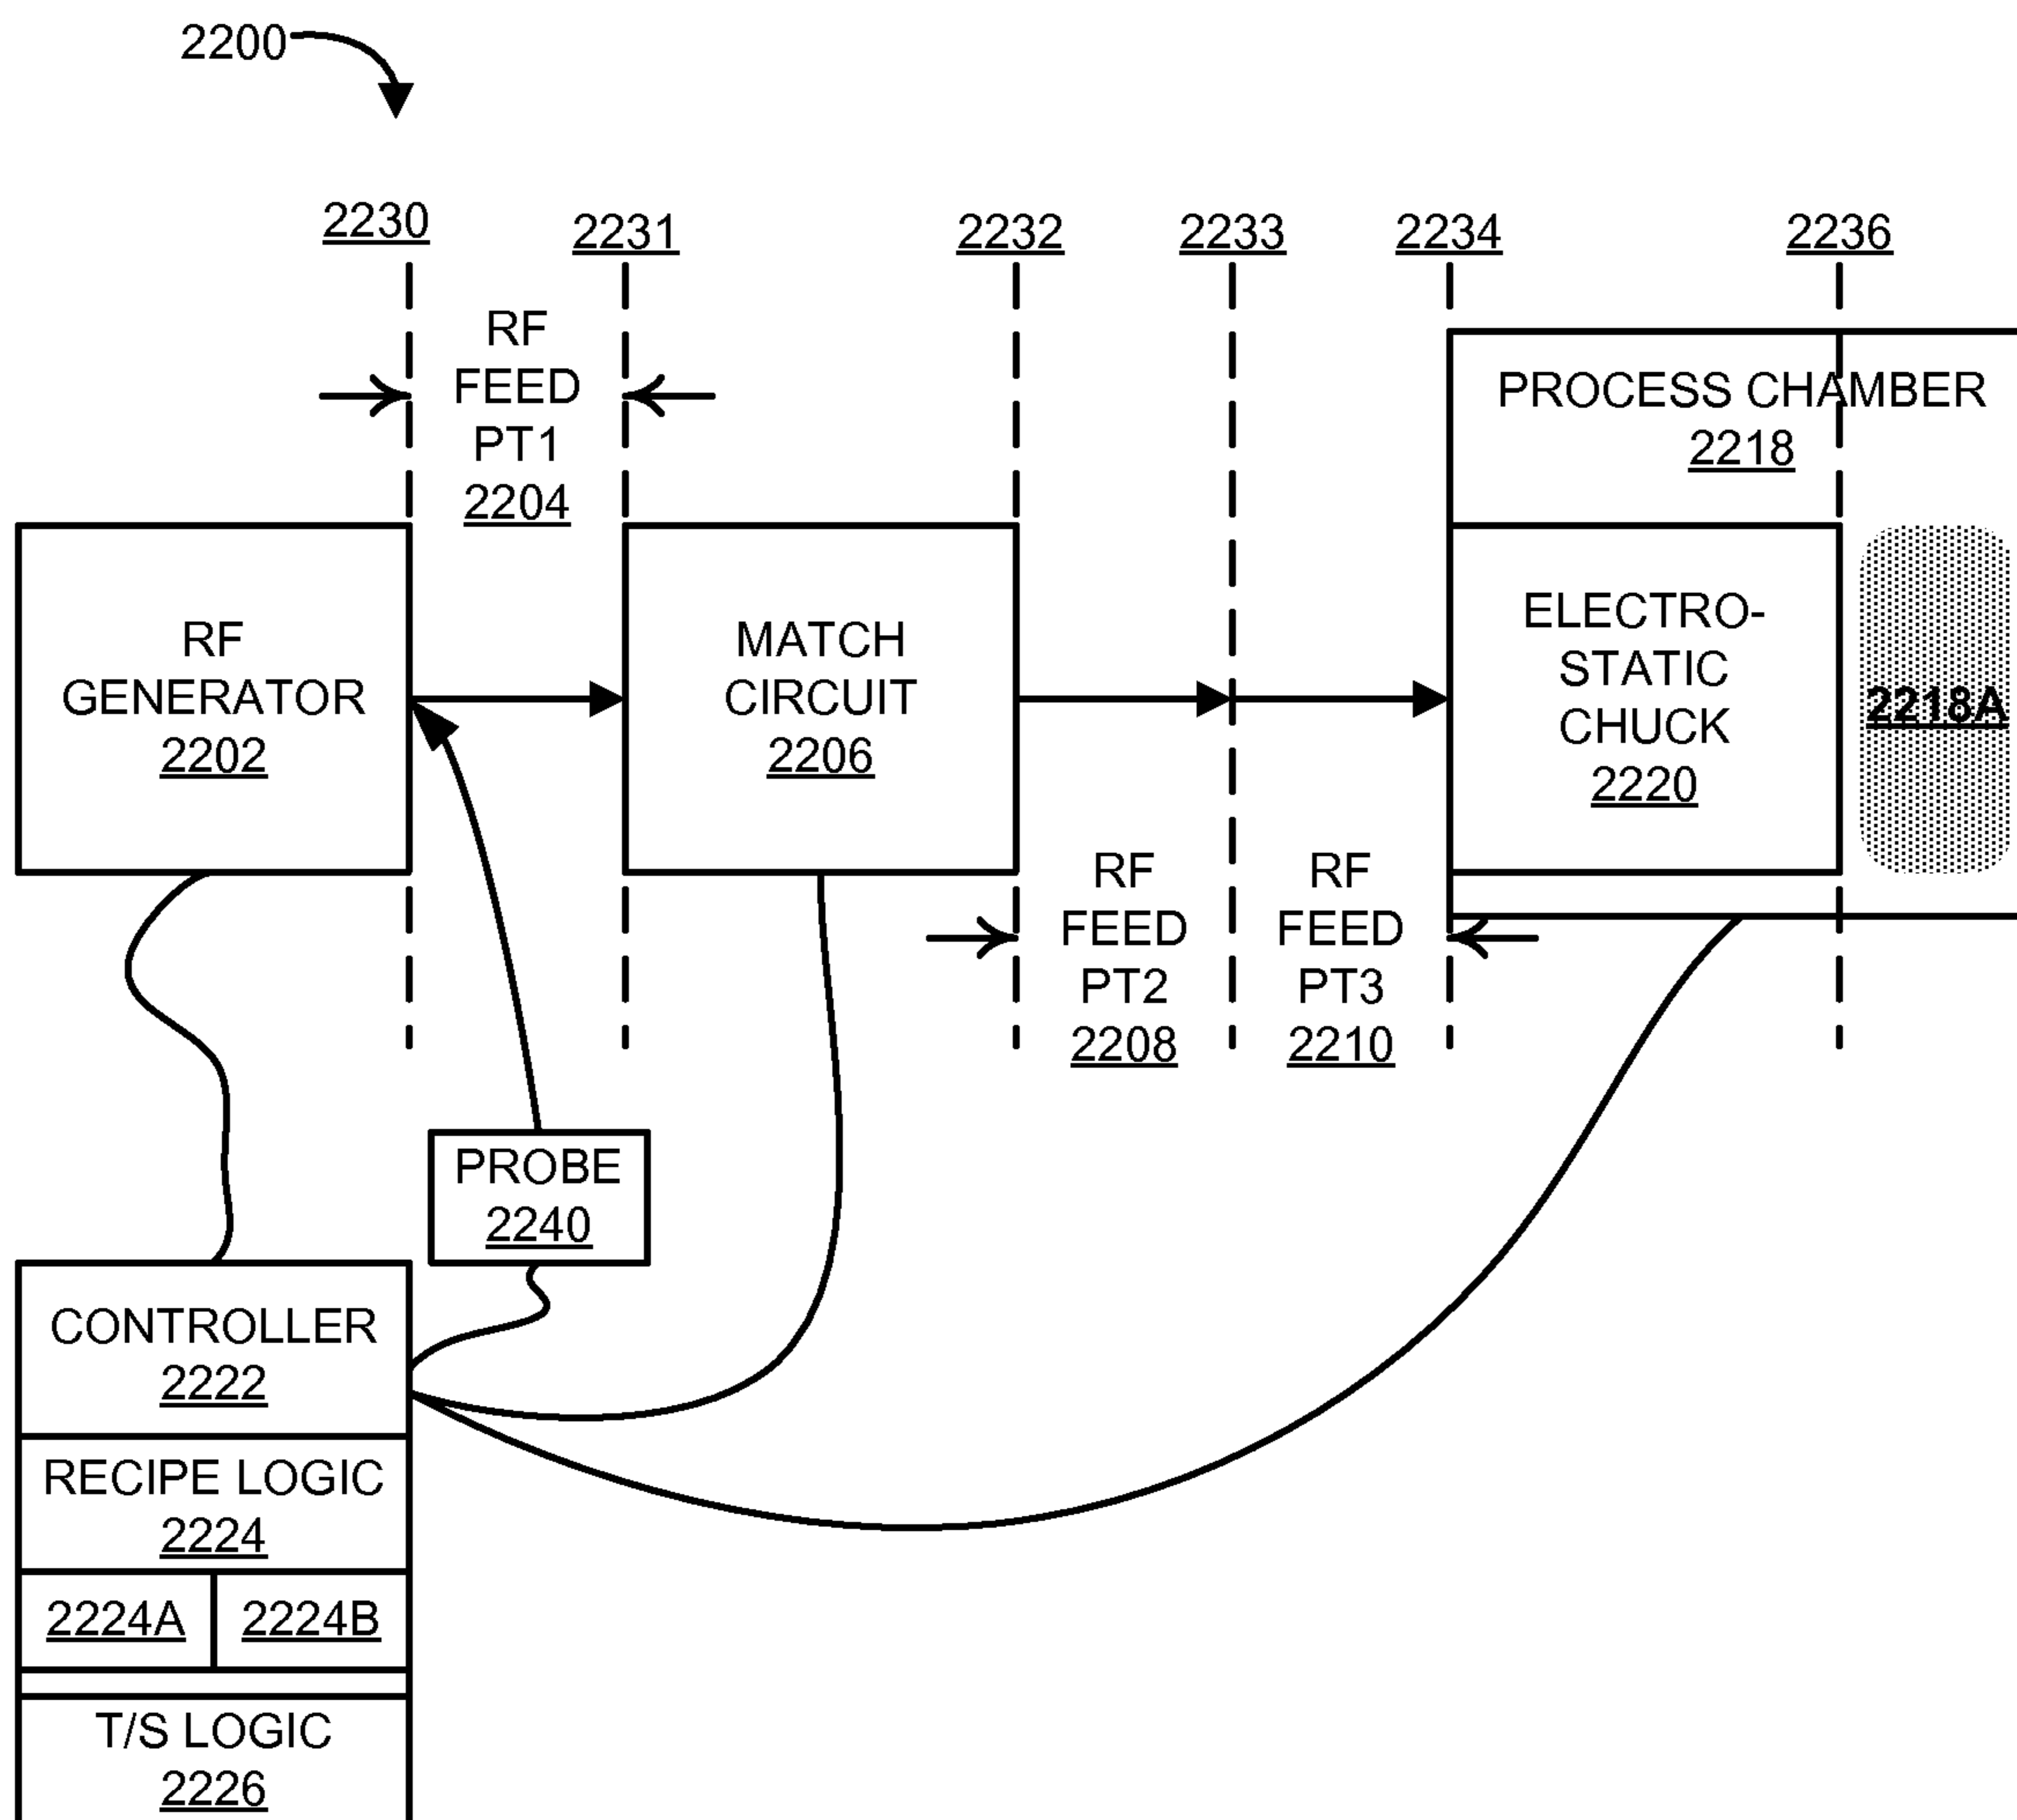 2200
2230
2231
2232
2233
2234
2236
RF
FEED
PT1
2204
PROCESS CHAMBER
2218
RF
GENERATOR
2202
MATCH
CIRCUIT
2206
ELECTRO-
STATIC
CHUCK
2220
2218A
RF
FEED
PT2
2208
RF
FEED
PT3
2210
PROBE
2240
CONTROLLER
2222
RECIPE LOGIC
2224
2224A
2224B
T/S LOGIC
2226